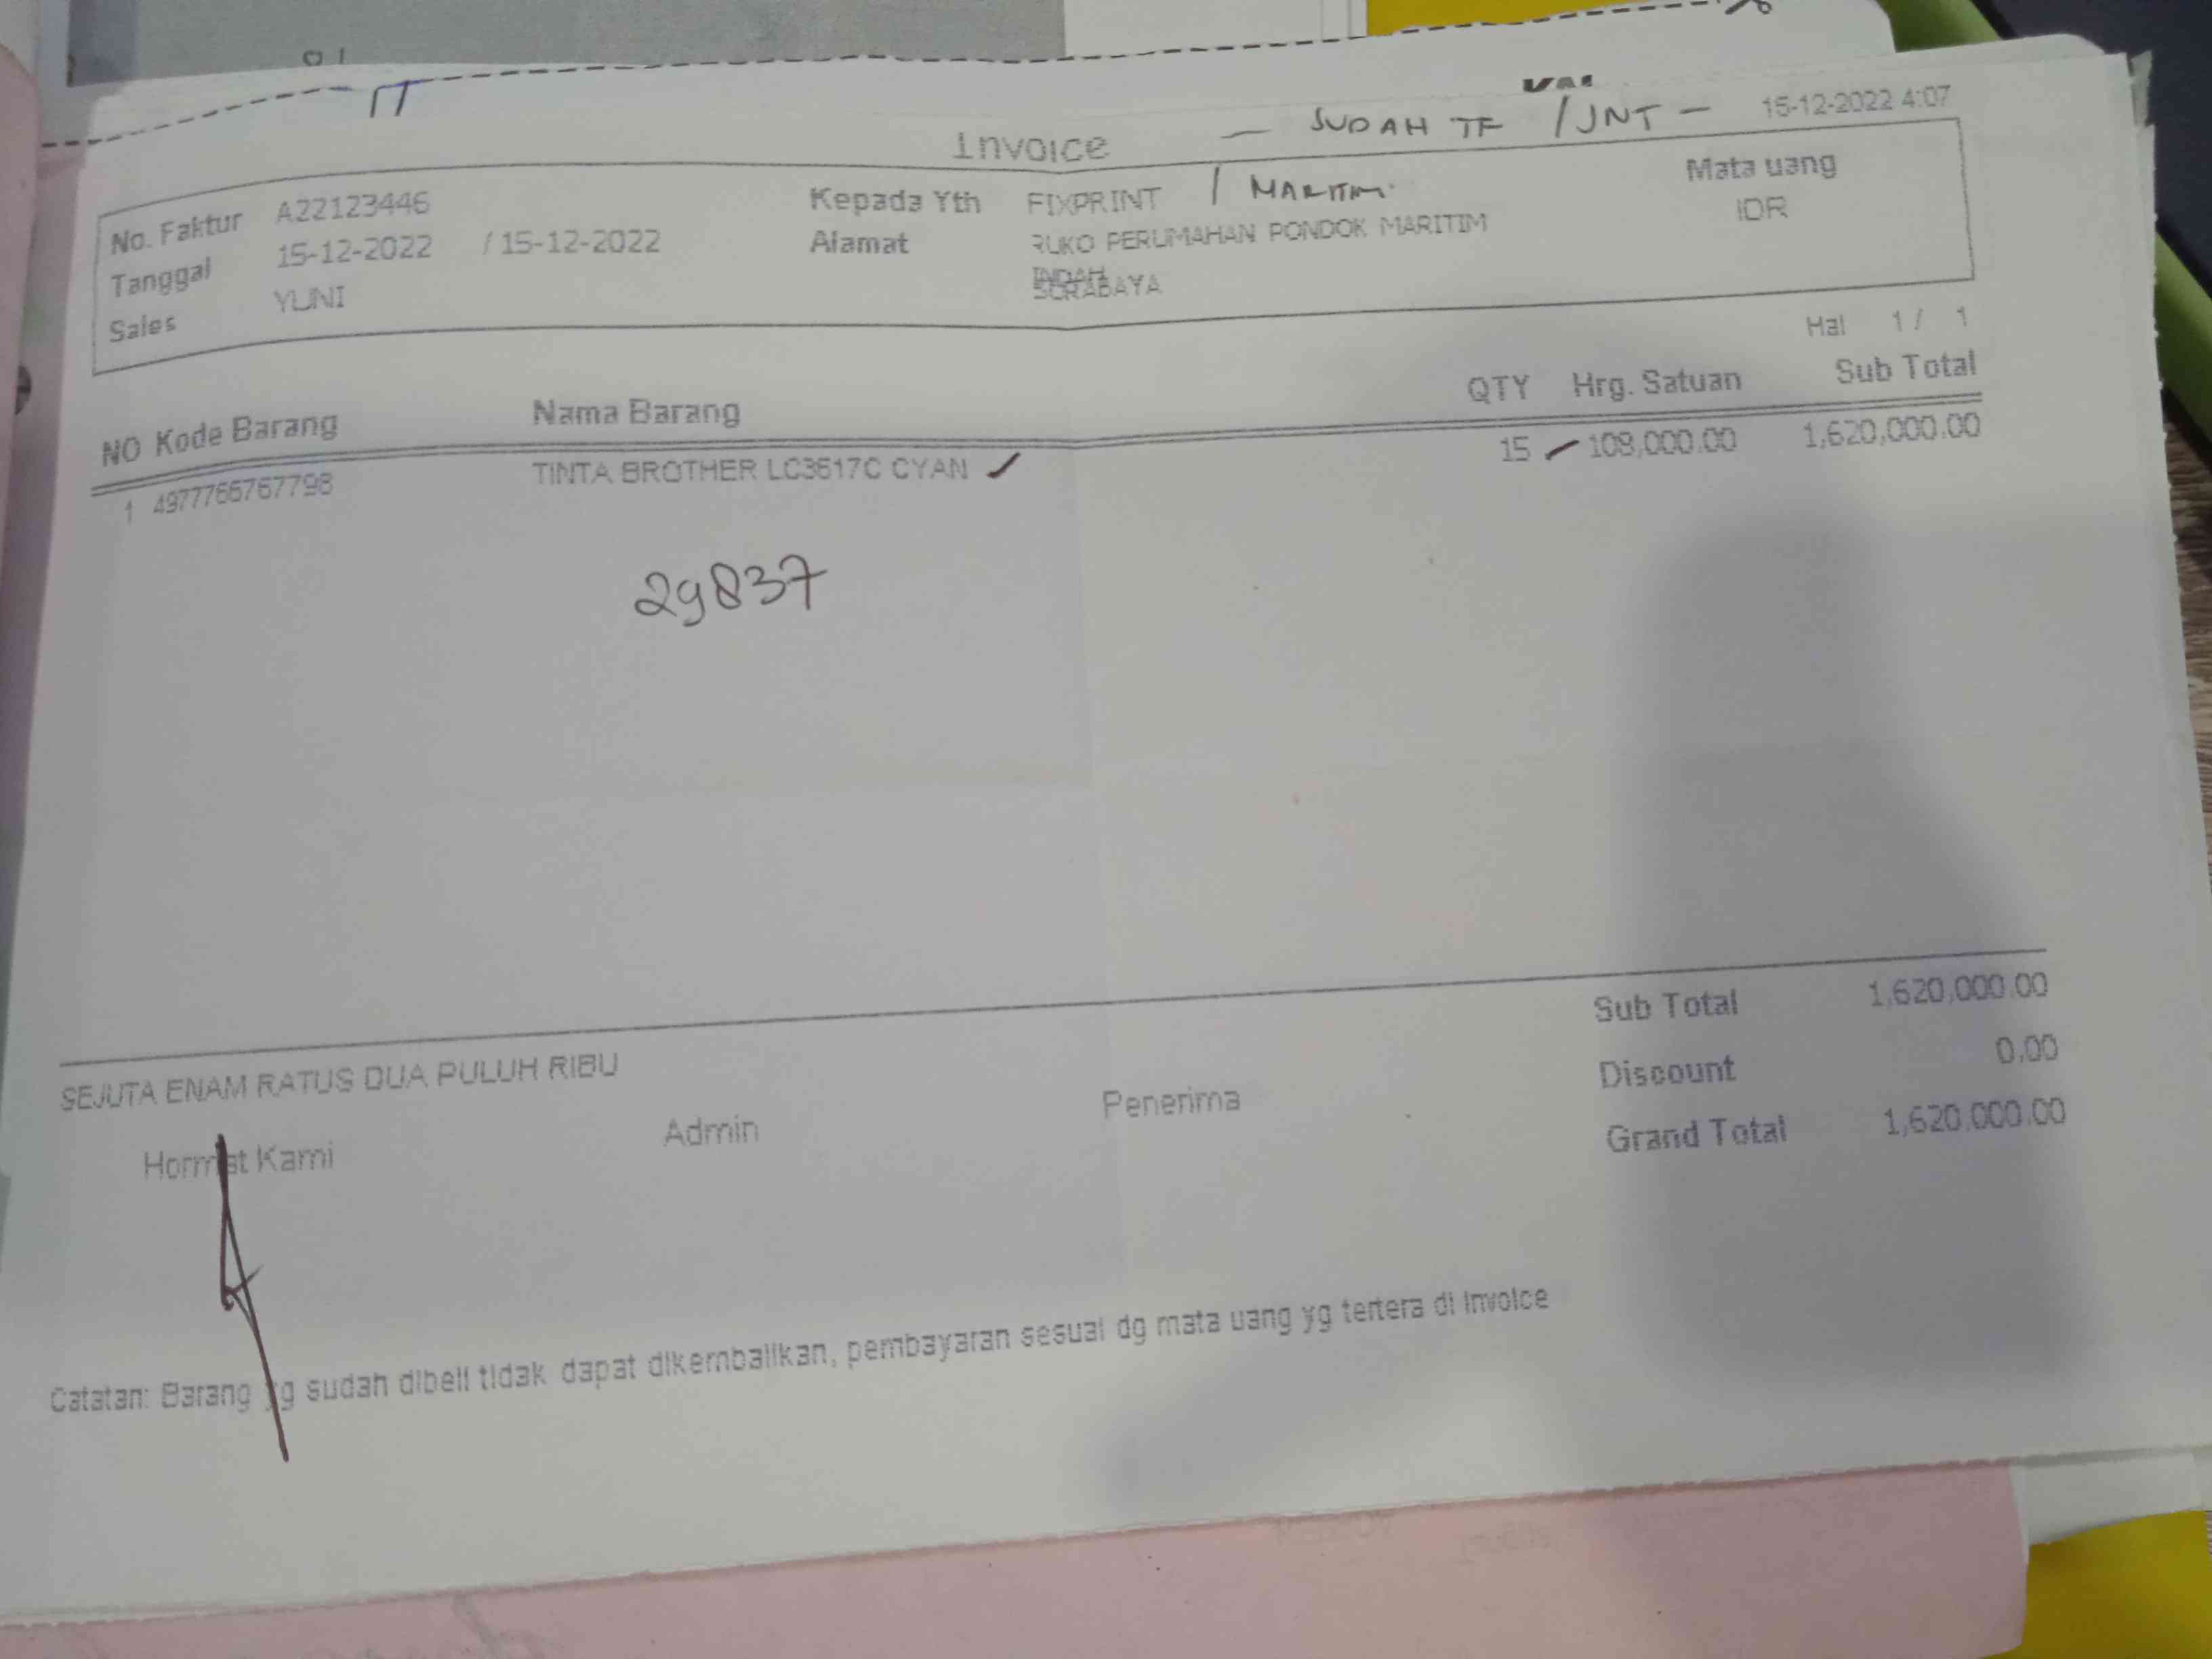 IT
Invoice — SUDAH TF / JNT — 15-12-2022 4:07
No. Faktur A22123446
Tanggal 15-12-2022 / 15-12-2022
Sales YUNI
Kepada Yth FIXPRINT / MARITIM
Alamat RUKO PERUMAHAN PONDOK MARITIM
INDAH
SURABAYA
Mata uang
IDR
Hal 1 / 1
NO Kode Barang Nama Barang QTY Hrg. Satuan Sub Total
1 4977766767798 TINTA BROTHER LC3617C CYAN 15 108,000.00 1,620,000.00
29837
SEJUTA ENAM RATUS DUA PULUH RIBU
Sub Total 1,620,000.00
Discount 0.00
Grand Total 1,620,000.00
Hormat Kami Admin Penerima
Catatan: Barang yg sudah dibeli tidak dapat dikembalikan, pembayaran sesuai dg mata uang yg tertera di invoice